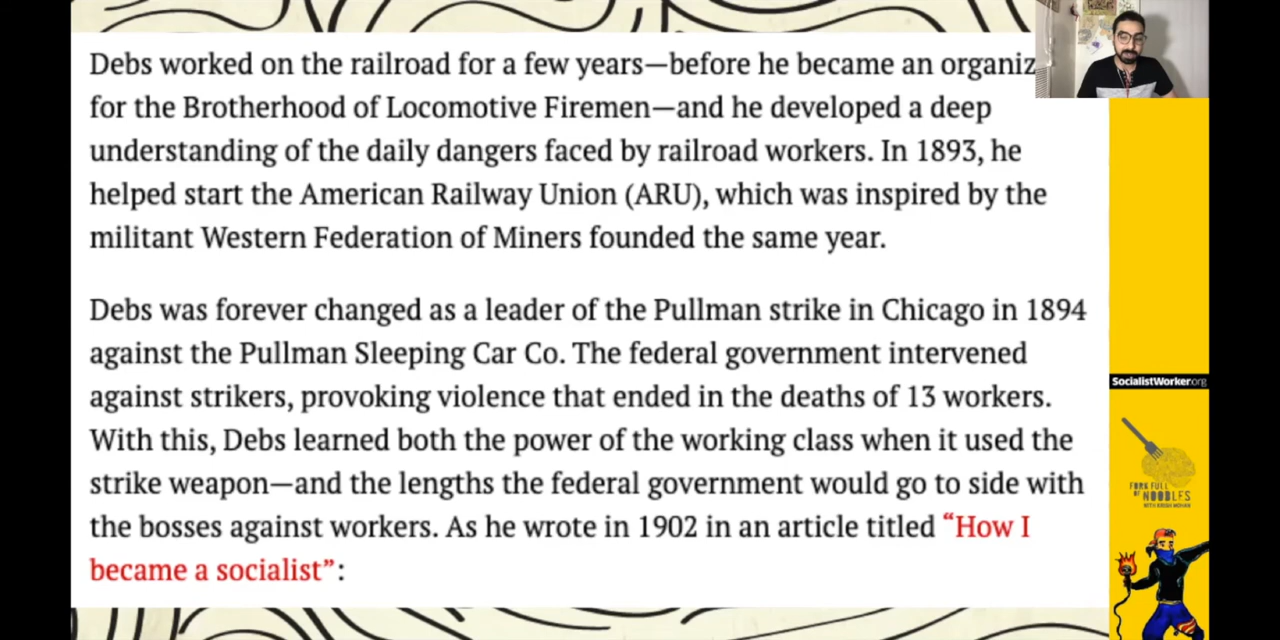 Debs worked on the railroad for a few years—before he became an organiz
for the Brotherhood of Locomotive Firemen—and he developed a deep
understanding of the daily dangers faced by railroad workers. In 1893, he
helped start the American Railway Union (ARU), which was inspired by the
militant Western Federation of Miners founded the same year.
Debs was forever changed as a leader of the Pullman strike in Chicago in 1894
against the Pullman Sleeping Car Co. The federal government intervened
against strikers, provoking violence that ended in the deaths of 13 workers.
With this, Debs learned both the power of the working class when it used the
strike weapon—and the lengths the federal government would go to side with
the bosses against workers. As he wrote in 1902 in an article titled “How I
became a socialist”:
SocialistWorker.org
FORK FULL
OF NOODLES